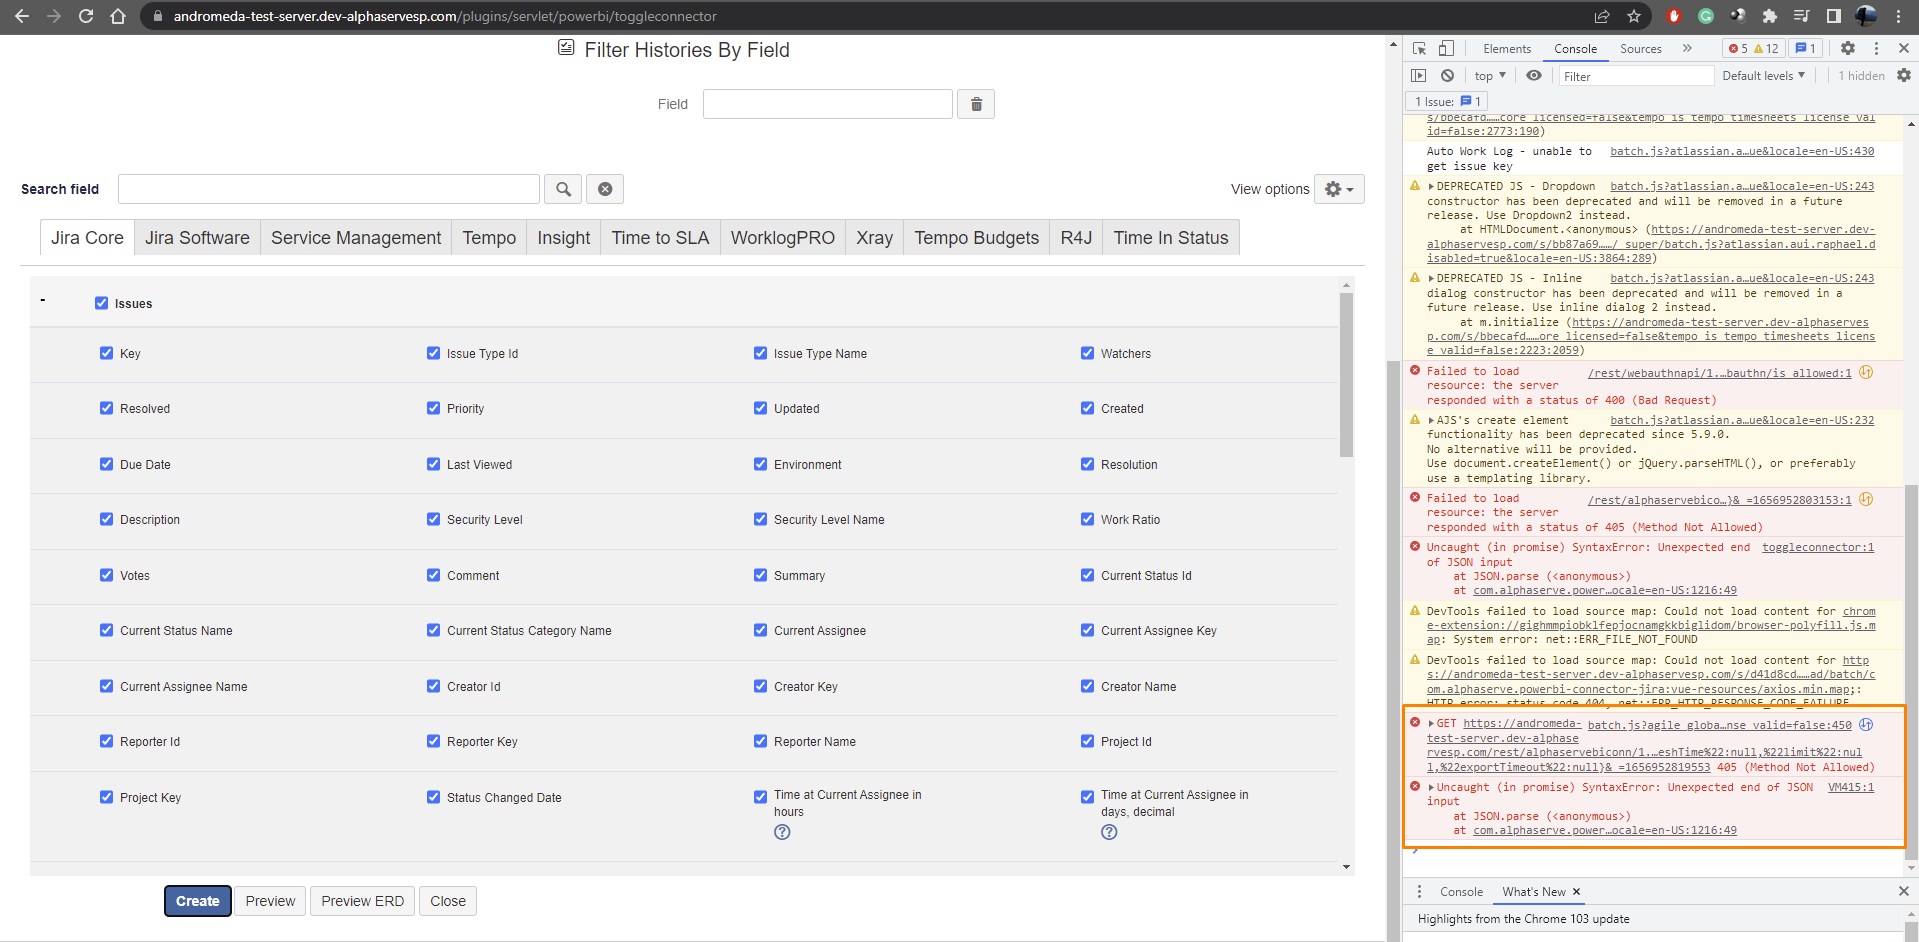 andromeda-test-server.dev-alphaservesp.com/plugins/servlet/powerbi/toggleconnector
Filter Histories By Field
Field
Search field
View options
Jira Core Jira Software Service Management Tempo Insight Time to SLA WorklogPRO Xray Tempo Budgets R4J Time In Status
- Issues
Key Issue Type Id Issue Type Name Watchers
Resolved Priority Updated Created
Due Date Last Viewed Environment Resolution
Description Security Level Security Level Name Work Ratio
Votes Comment Summary Current Status Id
Current Status Name Current Status Category Name Current Assignee Current Assignee Key
Current Assignee Name Creator Id Creator Key Creator Name
Reporter Id Reporter Key Reporter Name Project Id
Project Key Status Changed Date Time at Current Assignee in Time at Current Assignee in
hours days, decimal
? ?
Create Preview Preview ERD Close
Elements Console Sources » 5 12 1
top Filter Default levels 1 hidden
1 Issue: 1
s/bbecafd……core licensed=false&tempo is tempo timesheets license val
id=false:2773:190)
Auto Work Log - unable to batch.js?atlassian.a…ue&locale=en-US:430
get issue key
DEPRECATED JS - Dropdown batch.js?atlassian.a…ue&locale=en-US:243
constructor has been deprecated and will be removed in a future
release. Use Dropdown2 instead.
at HTMLDocument.<anonymous> (https://andromeda-test-server.dev-
alphaservesp.com/s/bb87a69……/_super/batch.js?atlassian.aui.raphael.d
isabled=true&locale=en-US:3864:289)
DEPRECATED JS - Inline batch.js?atlassian.a…ue&locale=en-US:243
dialog constructor has been deprecated and will be removed in a
future release. Use inline dialog 2 instead.
at m.initialize (https://andromeda-test-server.dev-alphaserves
p.com/s/bbecafd……ore licensed=false&tempo is tempo timesheets licens
e valid=false:2223:2059)
Failed to load /rest/webauthnapi/1.…bauthn/is allowed:1
resource: the server
responded with a status of 400 (Bad Request)
AJS's create element batch.js?atlassian.a…ue&locale=en-US:232
functionality has been deprecated since 5.9.0.
No alternative will be provided.
Use document.createElement() or jQuery.parseHTML(), or preferably
use a templating library.
Failed to load /rest/alphaservebico…}&_=1656952803153:1
resource: the server
responded with a status of 405 (Method Not Allowed)
Uncaught (in promise) SyntaxError: Unexpected end toggleconnector:1
of JSON input
at JSON.parse (<anonymous>)
at com.alphaserve.power…ocale=en-US:1216:49
DevTools failed to load source map: Could not load content for chrom
e-extension://gighmmpiobklfepjocnamgkkbiglidom/browser-polyfill.js.m
ap: System error: net::ERR_FILE_NOT_FOUND
DevTools failed to load source map: Could not load content for http
s://andromeda-test-server.dev-alphaservesp.com/s/d41d8cd……ad/batch/c
om.alphaserve.powerbi-connector-jira:vue-resources/axios.min.map;:
HTTP error: status code 404, net::ERR_HTTP_RESPONSE_CODE_FAILURE
GET https://andromeda- batch.js?agile globa…nse valid=false:450
test-server.dev-alphase
rvesp.com/rest/alphaservebiconn/1.…eshTime%22:null,%22limit%22:nul
l,%22exportTimeout%22:null}&_=1656952819553 405 (Method Not Allowed)
Uncaught (in promise) SyntaxError: Unexpected end of JSON VM415:1
input
at JSON.parse (<anonymous>)
at com.alphaserve.power…ocale=en-US:1216:49
Console What's New
Highlights from the Chrome 103 update